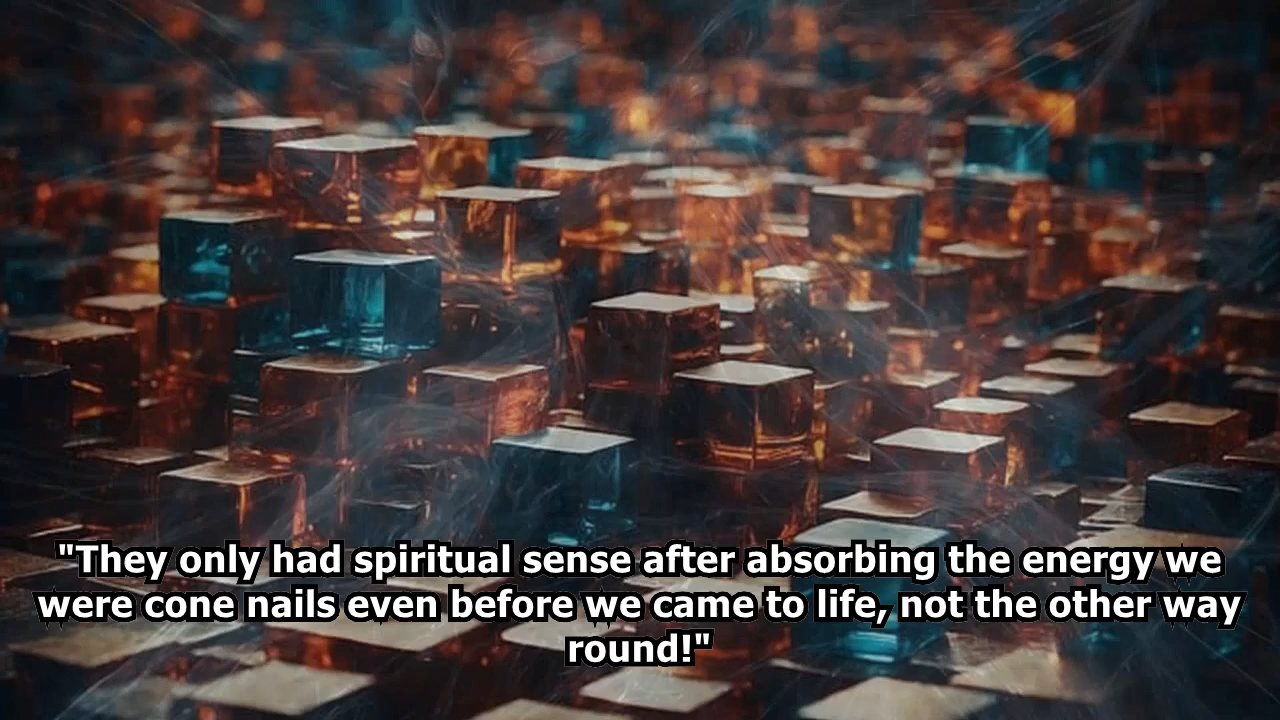 "They only had spiritual sense after absorbing the energy we
were cone nails even before we came to life, not the other way
round!"